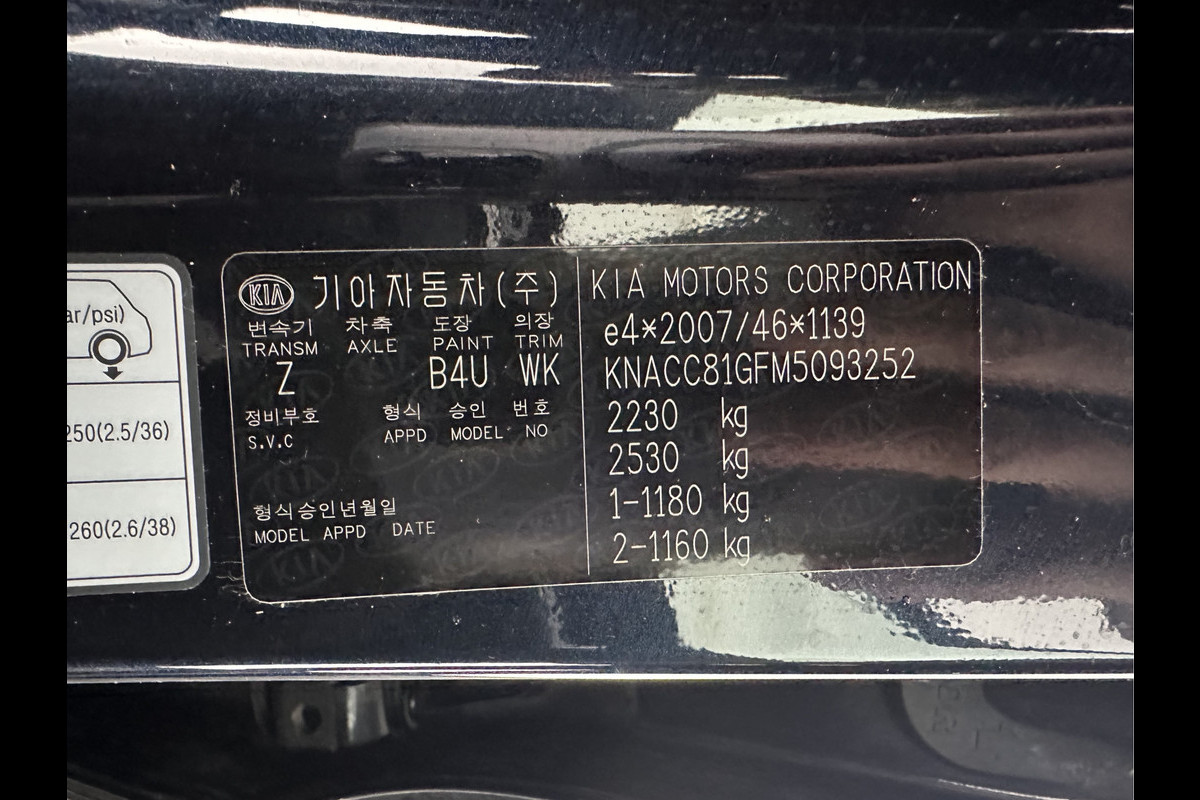 ar/psi)
250(2.5/36)
260(2.6/38)
KIA 기아자동차(주)
변속기 차축 도장 의장
TRANSM AXLE PAINT TRIM
Z B4U WK
정비부호 형식 승인 번호
S.V.C APPD MODEL NO
형식승인년월일
MODEL APPD DATE
KIA MOTORS CORPORATION
e4*2007/46*1139
KNACC81GFM5093252
2230 kg
2530 kg
1-1180 kg
2-1160 kg